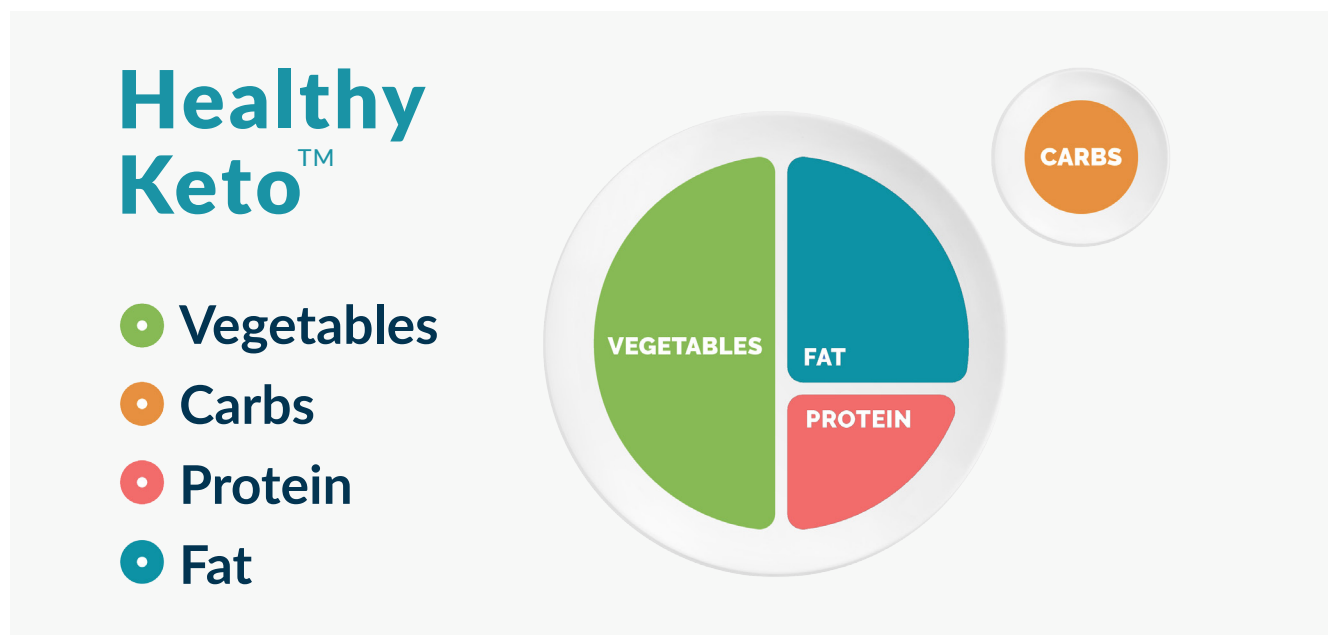 Healthy
Keto™
Vegetables
Carbs
Protein
Fat
VEGETABLES
FAT
PROTEIN
CARBS